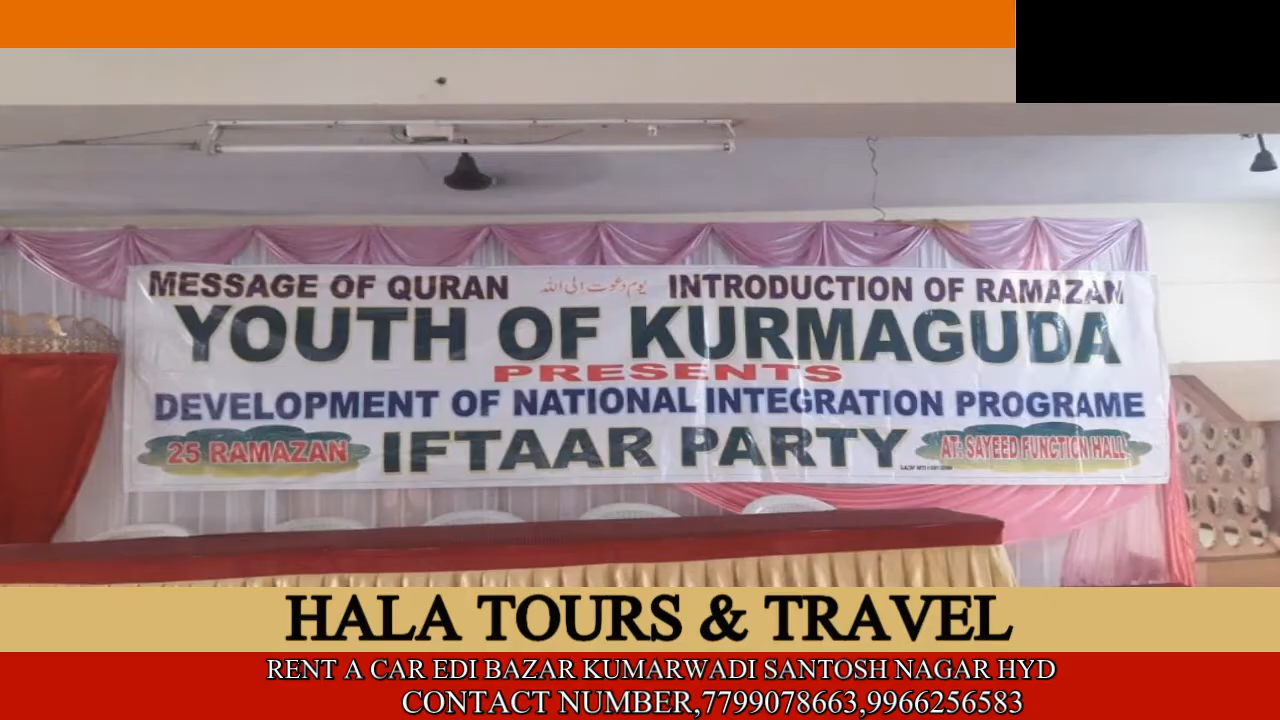 MESSAGE OF QURAN یوم دعوت الی اللہ INTRODUCTION OF RAMAZAN
YOUTH OF KURMAGUDA
PRESENTS
DEVELOPMENT OF NATIONAL INTEGRATION PROGRAME
25 RAMAZAN IFTAAR PARTY AT: SAYEED FUNCTION HALL
HALA TOURS & TRAVEL
RENT A CAR EDI BAZAR KUMARWADI SANTOSH NAGAR HYD
CONTACT NUMBER,7799078663,9966256583